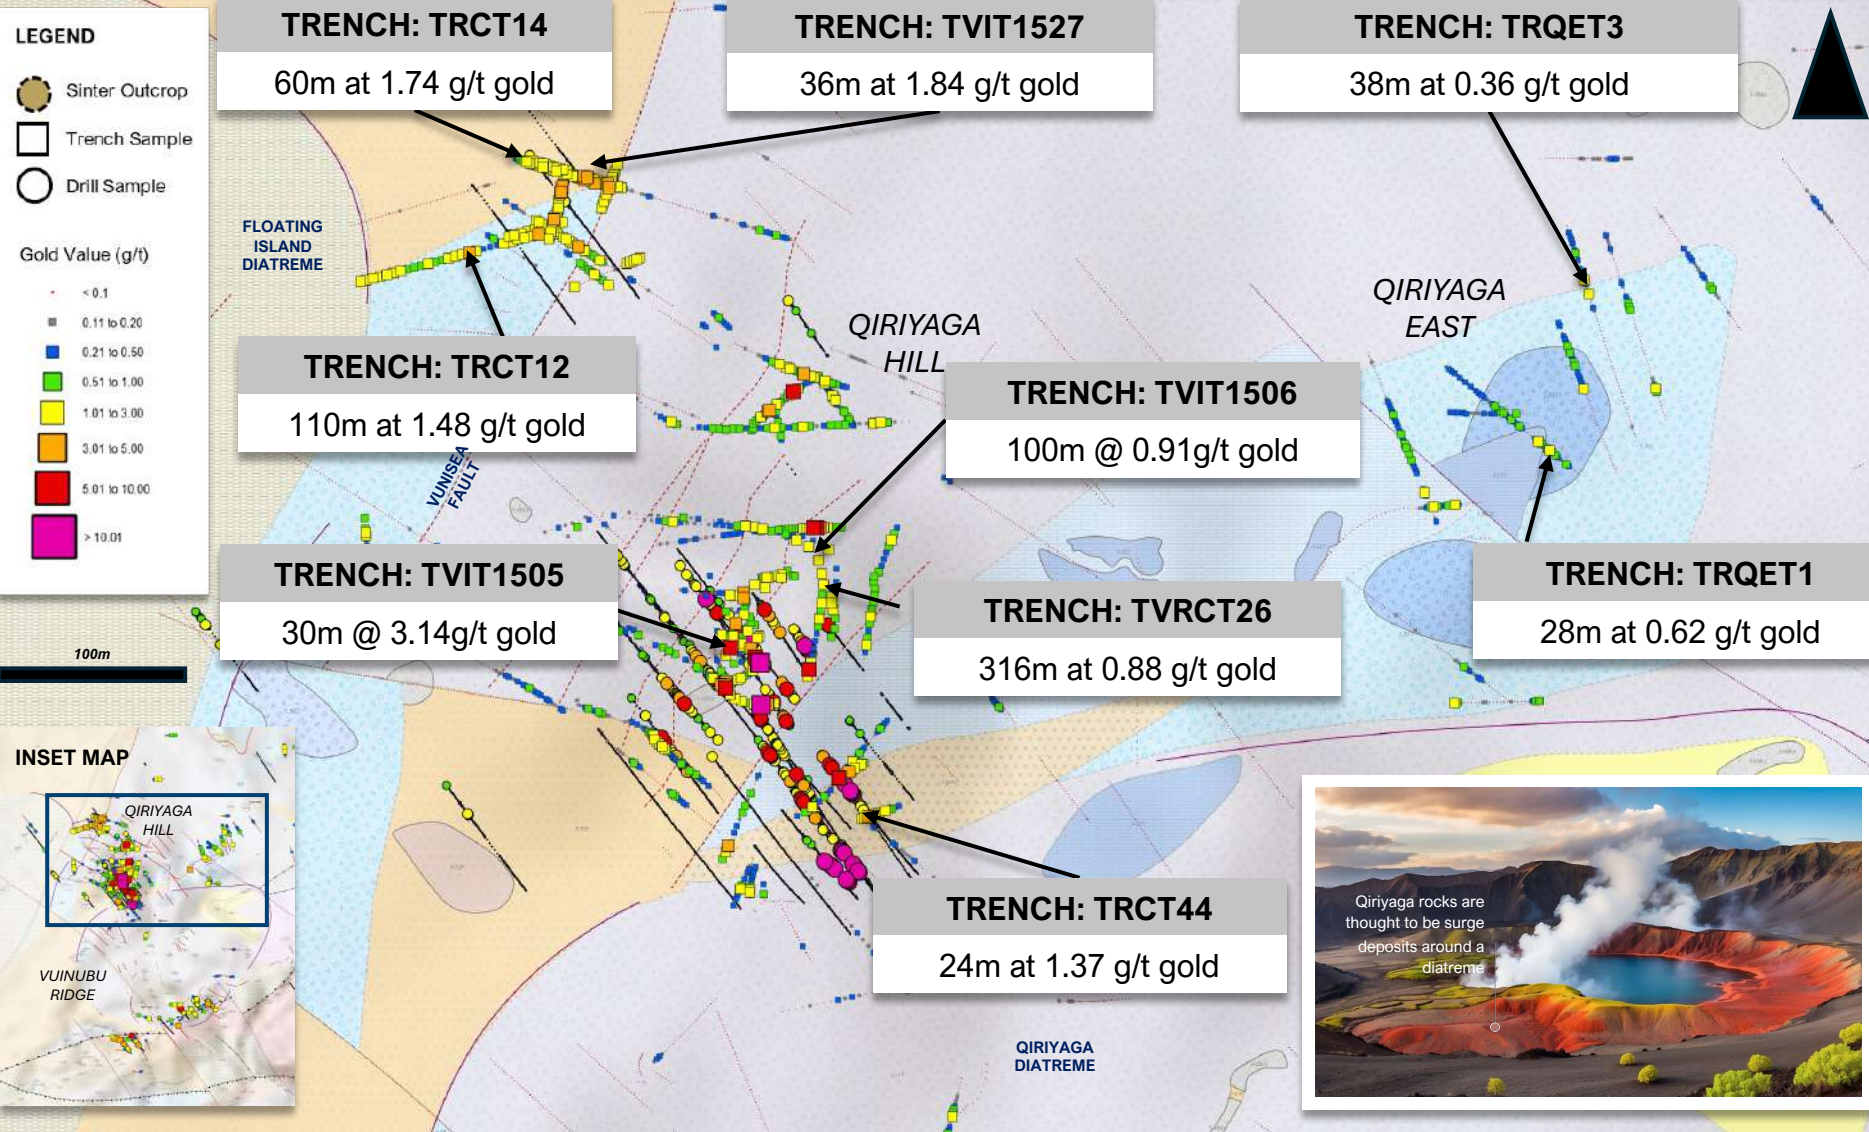 LEGEND
Sinter Outcrop
Trench Sample
Drill Sample
Gold Value (g/t)
< 0.1
0.11 to 0.20
0.21 to 0.50
0.51 to 1.00
1.01 to 3.00
3.01 to 5.00
5.01 to 10.00
> 10.01
TRENCH: TRCT14
60m at 1.74 g/t gold
TRENCH: TVIT1527
36m at 1.84 g/t gold
TRENCH: TRQET3
38m at 0.36 g/t gold
FLOATING
ISLAND
DIATREME
QIRIYAGA
HILL
QIRIYAGA
EAST
TRENCH: TRCT12
110m at 1.48 g/t gold
VUNISEA
FAULT
TRENCH: TVIT1506
100m @ 0.91g/t gold
TRENCH: TVIT1505
30m @ 3.14g/t gold
TRENCH: TVRCT26
316m at 0.88 g/t gold
TRENCH: TRQET1
28m at 0.62 g/t gold
100m
INSET MAP
QIRIYAGA
HILL
VUINUBU
RIDGE
TRENCH: TRCT44
24m at 1.37 g/t gold
QIRIYAGA
DIATREME
Qiriyaga rocks are
thought to be surge
deposits around a
diatreme